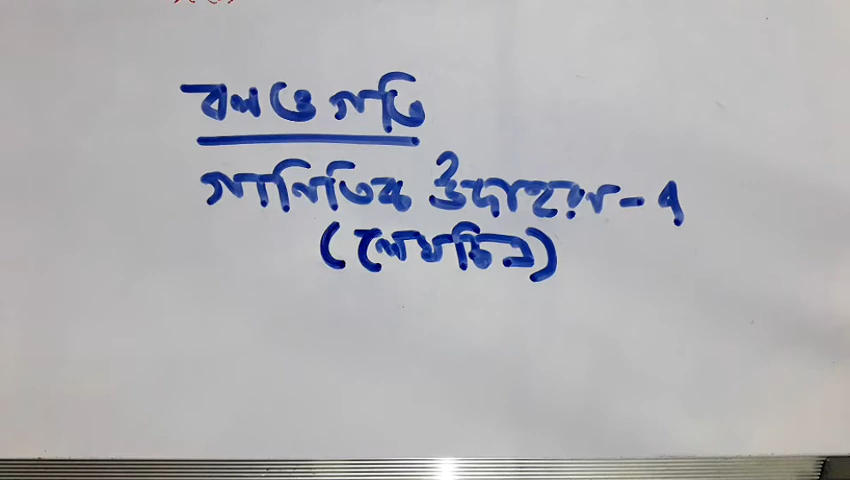 বল ও গতি
গানিতিক উদাহরণ - ৭
(লেখচিত্র)